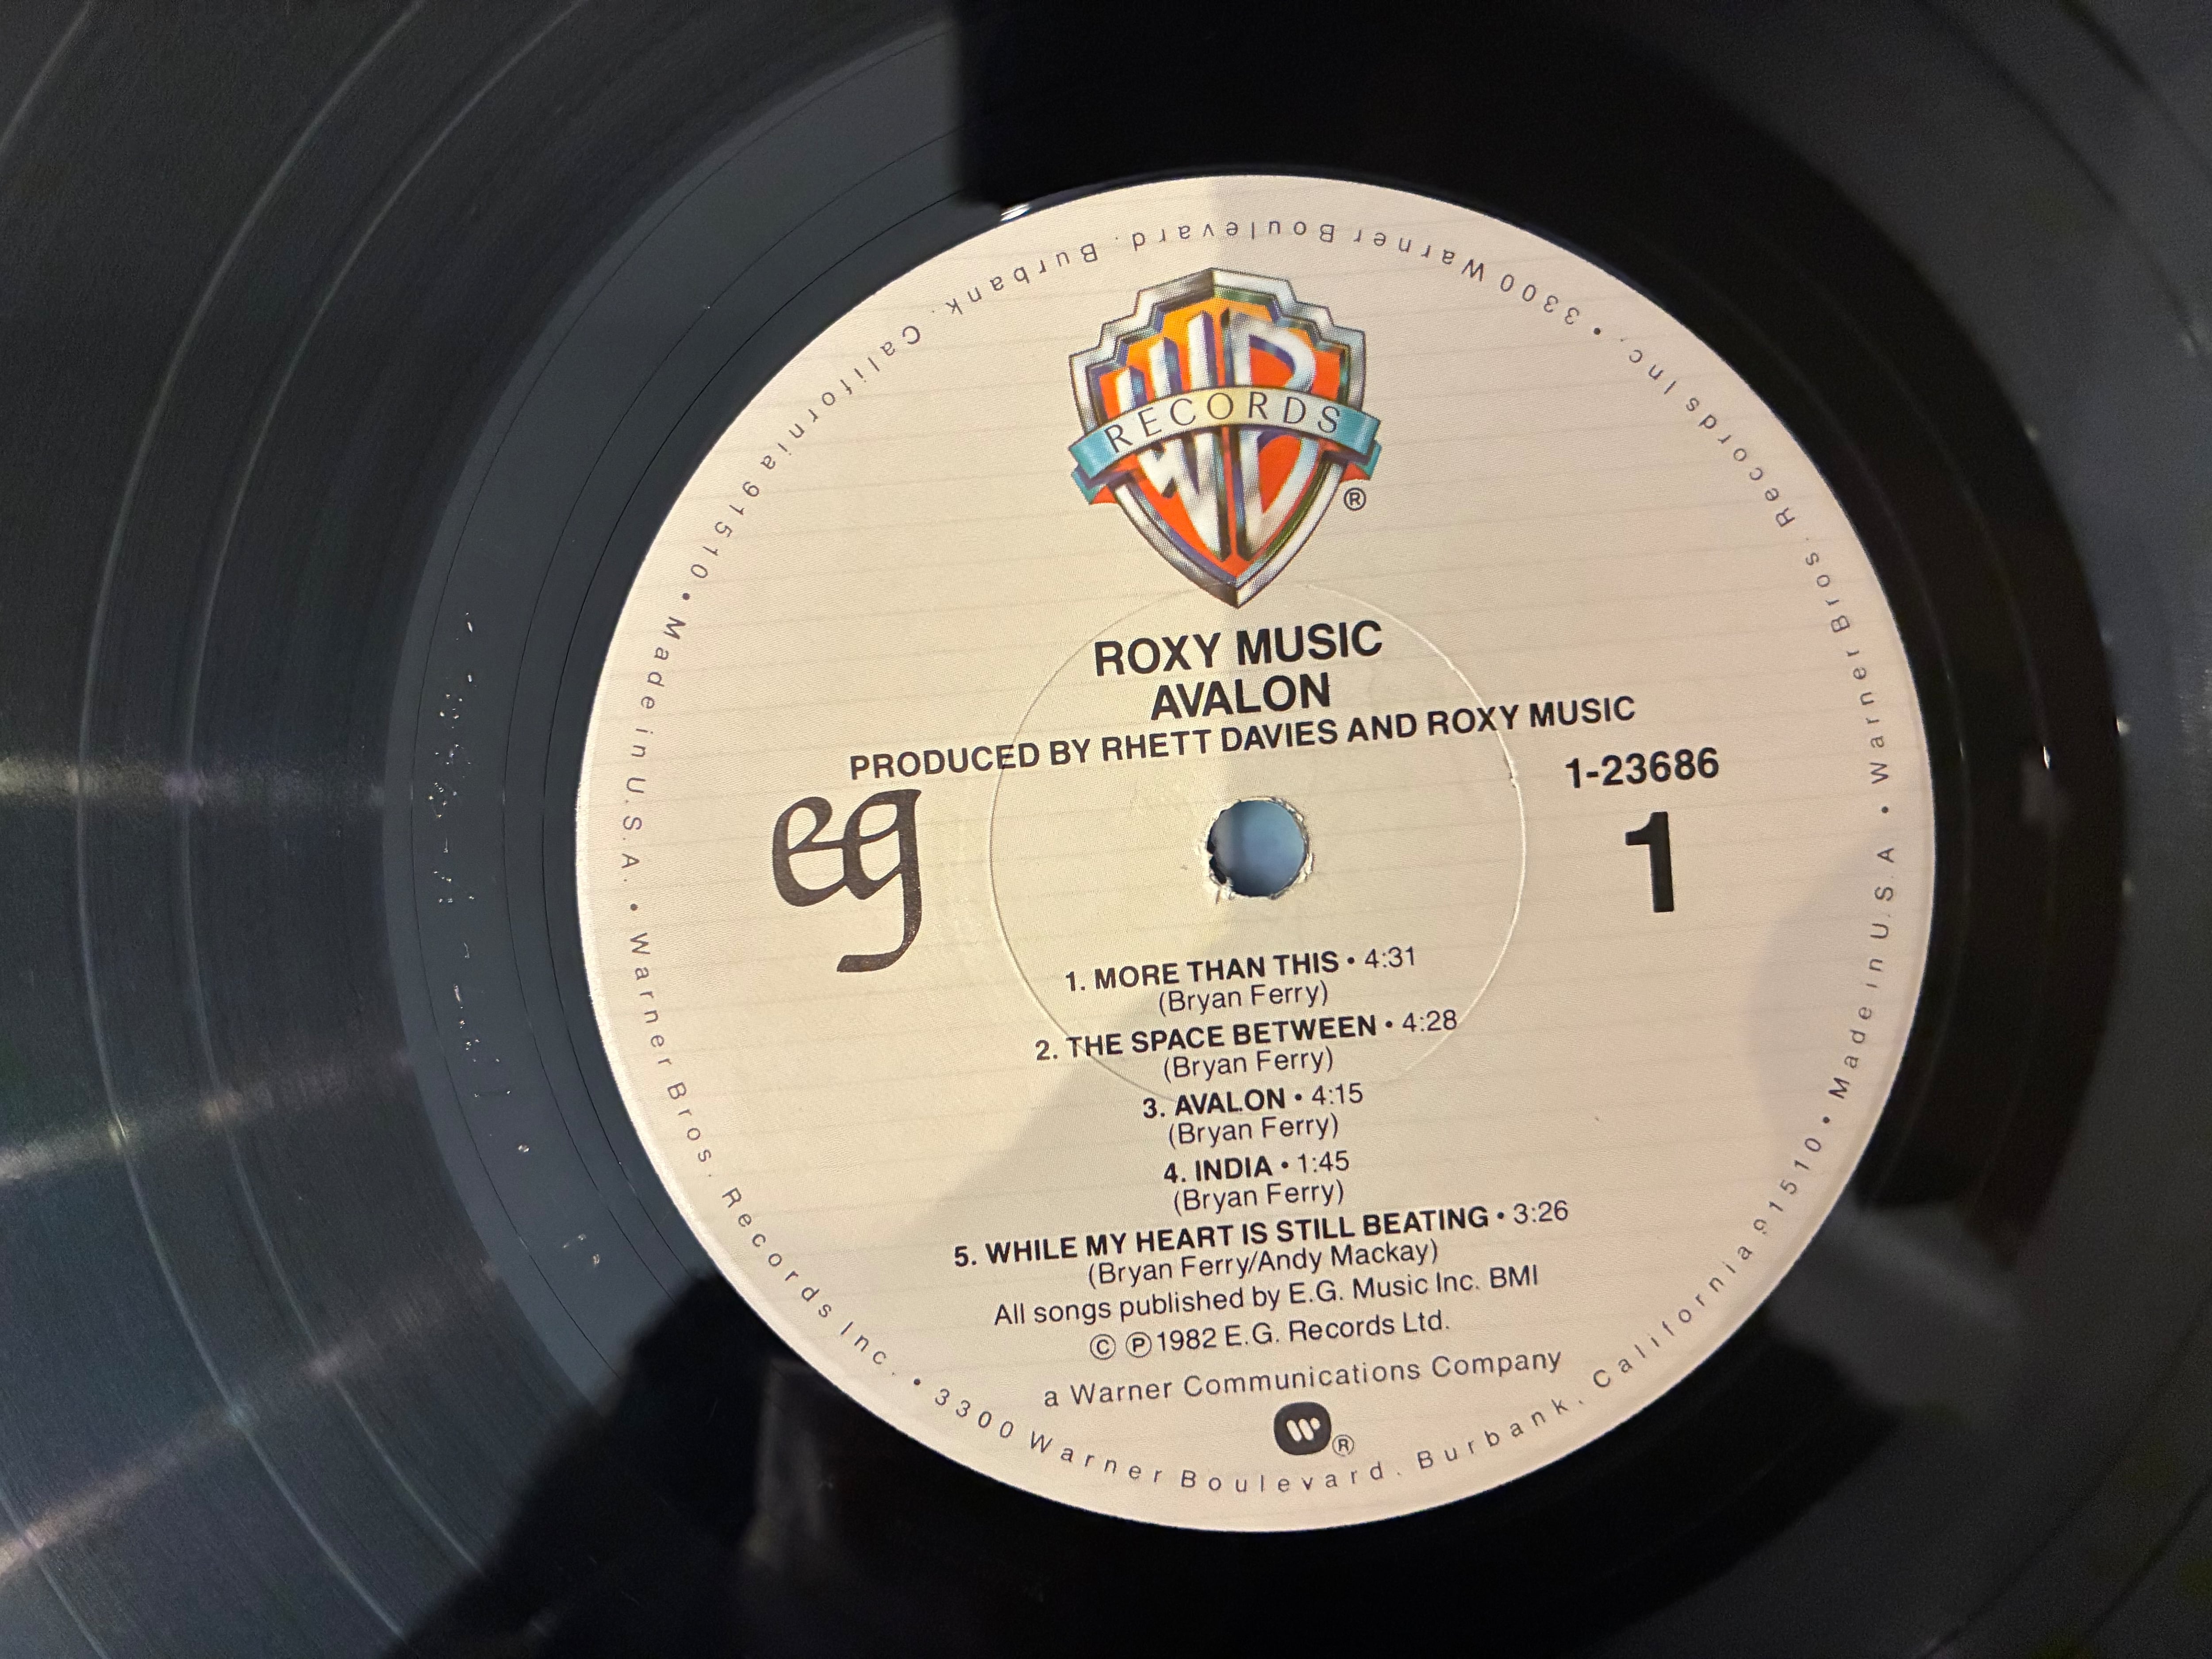 WB
RECORDS
®
ROXY MUSIC
AVALON
PRODUCED BY RHETT DAVIES AND ROXY MUSIC
eg
1-23686
1
1. MORE THAN THIS • 4:31
(Bryan Ferry)
2. THE SPACE BETWEEN • 4:28
(Bryan Ferry)
3. AVALON • 4:15
(Bryan Ferry)
4. INDIA • 1:45
(Bryan Ferry)
5. WHILE MY HEART IS STILL BEATING • 3:26
(Bryan Ferry/Andy Mackay)
All songs published by E.G. Music Inc. BMI
© ℗ 1982 E.G. Records Ltd.
a Warner Communications Company
W ®
Warner Bros. Records Inc. • 3300 Warner Boulevard. Burbank. California 91510 • Made in U.S.A. • Warner Bros. Records Inc. • 3300 Warner Boulevard. Burbank. California 91510 • Made in U.S.A. •